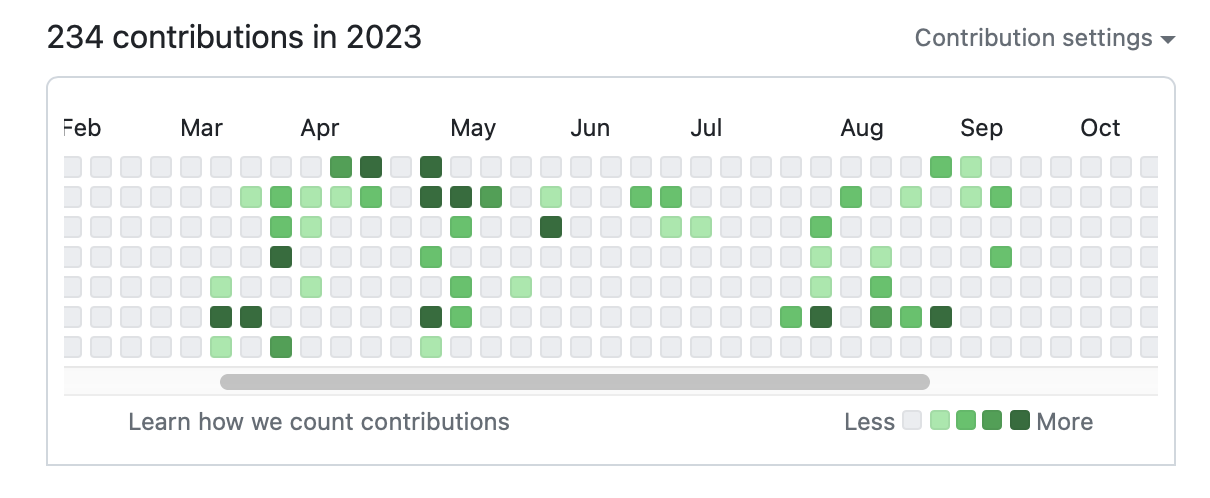 234 contributions in 2023
Contribution settings
Feb Mar Apr May Jun Jul Aug Sep Oct
Learn how we count contributions
Less More